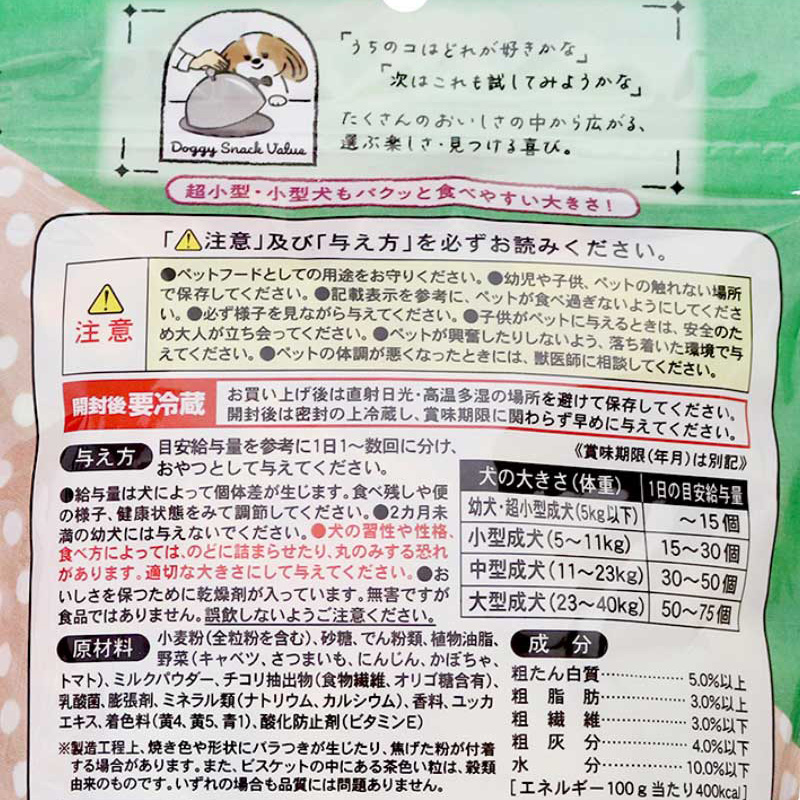 「うちのコはどれが好きかな」
「次はこれも試してみようかな」
たくさんのおいしさの中から広がる、
選ぶ楽しさ・見つける喜び。
Doggy Snack Value
超小型・小型犬もパクッと食べやすい大きさ!
「⚠注意」及び「与え方」を必ずお読みください。
注意
●ペットフードとしての用途をお守りください。●幼児や子供、ペットの触れない場所
で保存してください。●記載表示を参考に、ペットが食べ過ぎないようにしてくださ
い。●必ず様子を見ながら与えてください。●子供がペットに与えるときは、安全のた
め大人が立ち会ってください。●ペットが興奮したりしないよう、落ち着いた環境で与
えてください。●ペットの体調が悪くなったときには、獣医師に相談してください。
開封後要冷蔵
お買い上げ後は直射日光・高温多湿の場所を避けて保存してください。
開封後は密封の上冷蔵し、賞味期限に関わらず早めに与えてください。
《賞味期限(年月)は別記》
与え方
目安給与量を参考に1日1〜数回に分け、
おやつとして与えてください。
●給与量は犬によって個体差が生じます。食べ残しや便
の様子、健康状態をみて調節してください。●2カ月未
満の幼犬には与えないでください。●犬の習性や性格、
食べ方によっては、のどに詰まらせたり、丸のみする恐れ
があります。適切な大きさにして与えてください。●お
いしさを保つために乾燥剤が入っています。無害ですが
食品ではありません。誤飲しないようご注意ください。
犬の大きさ(体重) 1日の目安給与量
幼犬・超小型成犬(5kg以下) 〜15個
小型成犬(5〜11kg) 15〜30個
中型成犬(11〜23kg) 30〜50個
大型成犬(23〜40kg) 50〜75個
原材料
小麦粉(全粒粉を含む)、砂糖、でん粉類、植物油脂、
野菜(キャベツ、さつまいも、にんじん、かぼちゃ、
トマト)、ミルクパウダー、チコリ抽出物(食物繊維、オリゴ糖含有)、
乳酸菌、膨張剤、ミネラル類(ナトリウム、カルシウム)、香料、ユッカ
エキス、着色料(黄4、黄5、青1)、酸化防止剤(ビタミンE)
※製造工程上、焼き色や形状にバラつきが生じたり、焦げた粉が付着
する場合があります。また、ビスケットの中にある茶色い粒は、穀類
由来のものです。いずれの場合も品質には問題ありません。
成分
粗たん白質 5.0%以上
粗脂肪 3.0%以上
粗繊維 3.0%以下
粗灰分 4.0%以下
水分 10.0%以下
[エネルギー100g当たり400kcal]